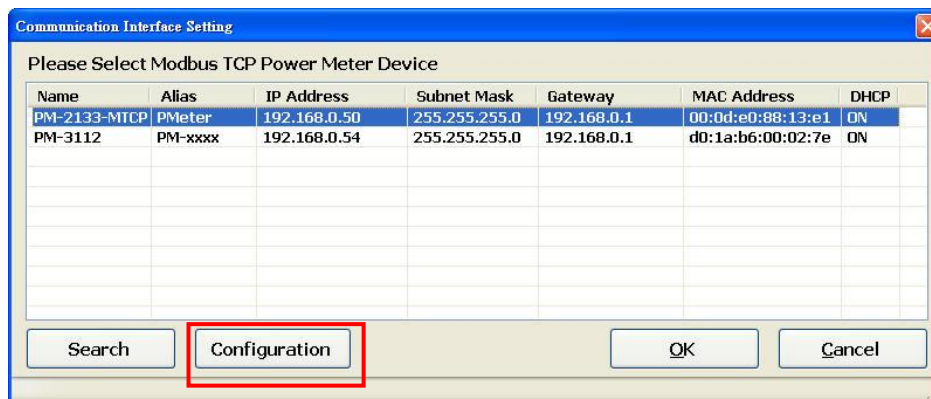 Communication Interface Setting
Please Select Modbus TCP Power Meter Device
Name Alias IP Address Subnet Mask Gateway MAC Address DHCP
PM-2133-MTCP PMeter 192.168.0.50 255.255.255.0 192.168.0.1 00:0d:e0:88:13:e1 ON
PM-3112 PM-xxxx 192.168.0.54 255.255.255.0 192.168.0.1 d0:1a:b6:00:02:7e ON
Search Configuration OK Cancel